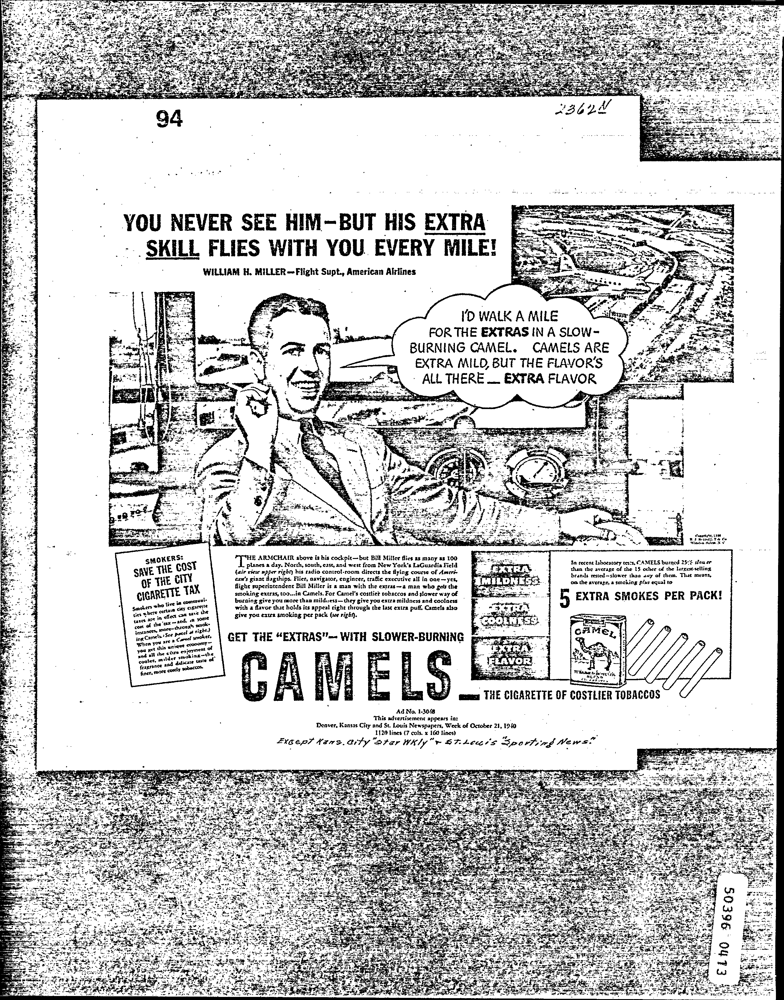 94
2362N
YOU NEVER SEE HIM—BUT HIS EXTRA
SKILL FLIES WITH YOU EVERY MILE!
WILLIAM H. MILLER—Flight Supt., American Airlines
I'D WALK A MILE
FOR THE EXTRAS IN A SLOW-
BURNING CAMEL. CAMELS ARE
EXTRA MILD, BUT THE FLAVOR'S
ALL THERE — EXTRA FLAVOR
SMOKERS:
SAVE THE COST
OF THE CITY
CIGARETTE TAX
Smokers who live in communi-
ties where certain city cigarette
taxes are in effect can save the
cost of the tax—and, in some
instances, more—through smok-
ing Camels. (See panel at right.)
When you are a Camel smoker,
you get this unique economy—
and all the extra enjoyment of
cooler, milder smoking—the
fragrance and delicate taste of
finer, more costly tobaccos.
THE ARMCHAIR above is his cockpit—but Bill Miller flies as many as 100
planes a day. North, south, east, and west from New York's LaGuardia Field
(air view upper right) his radio control-room directs the flying course of Ameri-
can's giant flagships. Flier, navigator, engineer, traffic executive all in one—yes,
flight superintendent Bill Miller is a man with the extras—a man who gets the
smoking extras, too...in Camels. For Camel's costlier tobaccos and slower way of
burning give you more than mildness—they give you extra mildness and coolness
with a flavor that holds its appeal right through the last extra puff. Camels also
give you extra smoking per pack (see right).
EXTRA
MILDNESS
EXTRA
COOLNESS
EXTRA
FLAVOR
In recent laboratory tests, CAMELS burned 25% slower
than the average of the 15 other of the largest-selling
brands tested—slower than any of them. That means,
on the average, a smoking plus equal to
5 EXTRA SMOKES PER PACK!
CAMEL
GET THE "EXTRAS"—WITH SLOWER-BURNING
CAMELS—
THE CIGARETTE OF COSTLIER TOBACCOS
Ad No. 1-3048
This advertisement appears in:
Denver, Kansas City and St. Louis Newspapers, Week of October 21, 1940
1120 lines (7 cols. x 160 lines)
Except Kans. City "Star Wkly" + St. Louis "Sporting News."
50396 0473